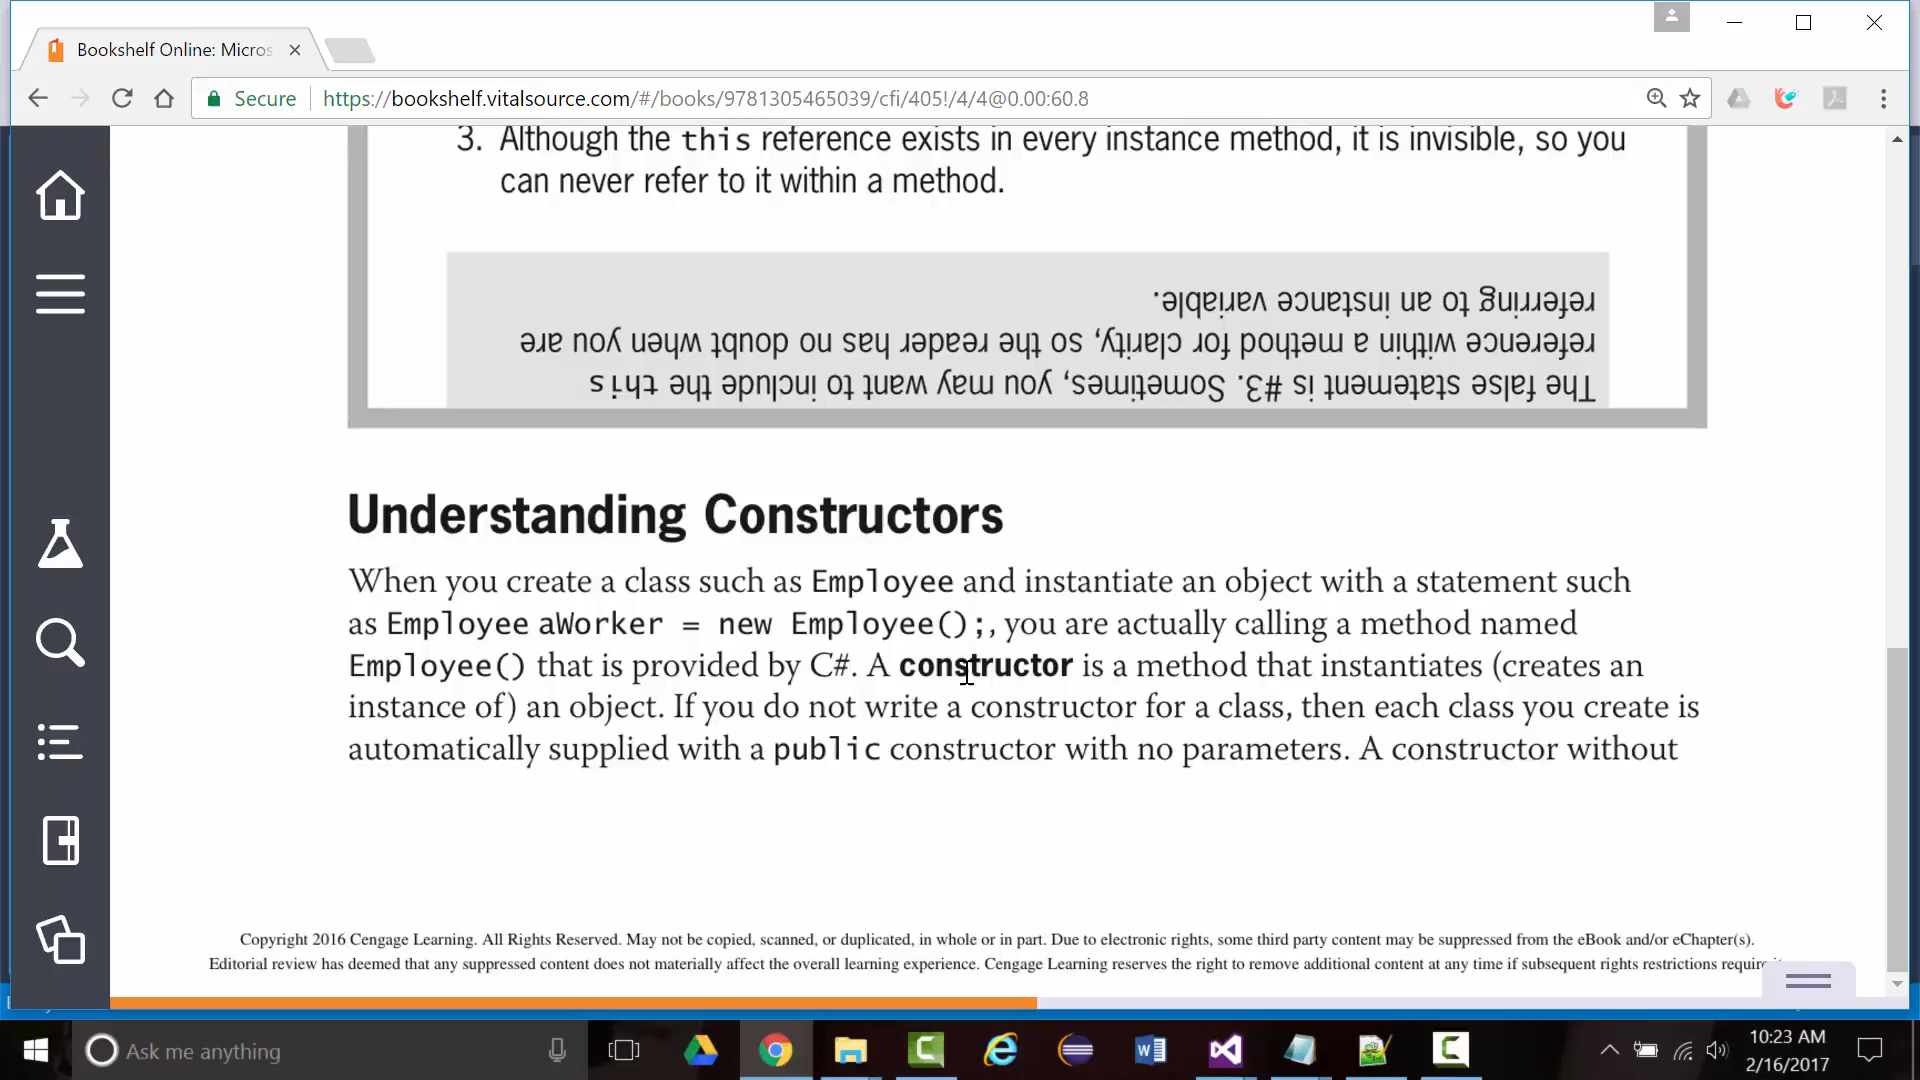 Bookshelf Online: Micros
Secure
https://bookshelf.vitalsource.com/#/books/9781305465039/cfi/405!/4/4@0.00:60.8
3. Although the this reference exists in every instance method, it is invisible, so you
can never refer to it within a method.
The false statement is #3. Sometimes, you may want to include the this
reference within a method for clarity, so the reader has no doubt when you are
referring to an instance variable.
Understanding Constructors
When you create a class such as Employee and instantiate an object with a statement such
as Employee aWorker = new Employee();, you are actually calling a method named
Employee() that is provided by C#. A constructor is a method that instantiates (creates an
instance of) an object. If you do not write a constructor for a class, then each class you create is
automatically supplied with a public constructor with no parameters. A constructor without
Copyright 2016 Cengage Learning. All Rights Reserved. May not be copied, scanned, or duplicated, in whole or in part. Due to electronic rights, some third party content may be suppressed from the eBook and/or eChapter(s).
Editorial review has deemed that any suppressed content does not materially affect the overall learning experience. Cengage Learning reserves the right to remove additional content at any time if subsequent rights restrictions
Ask me anything
10:23 AM
2/16/2017